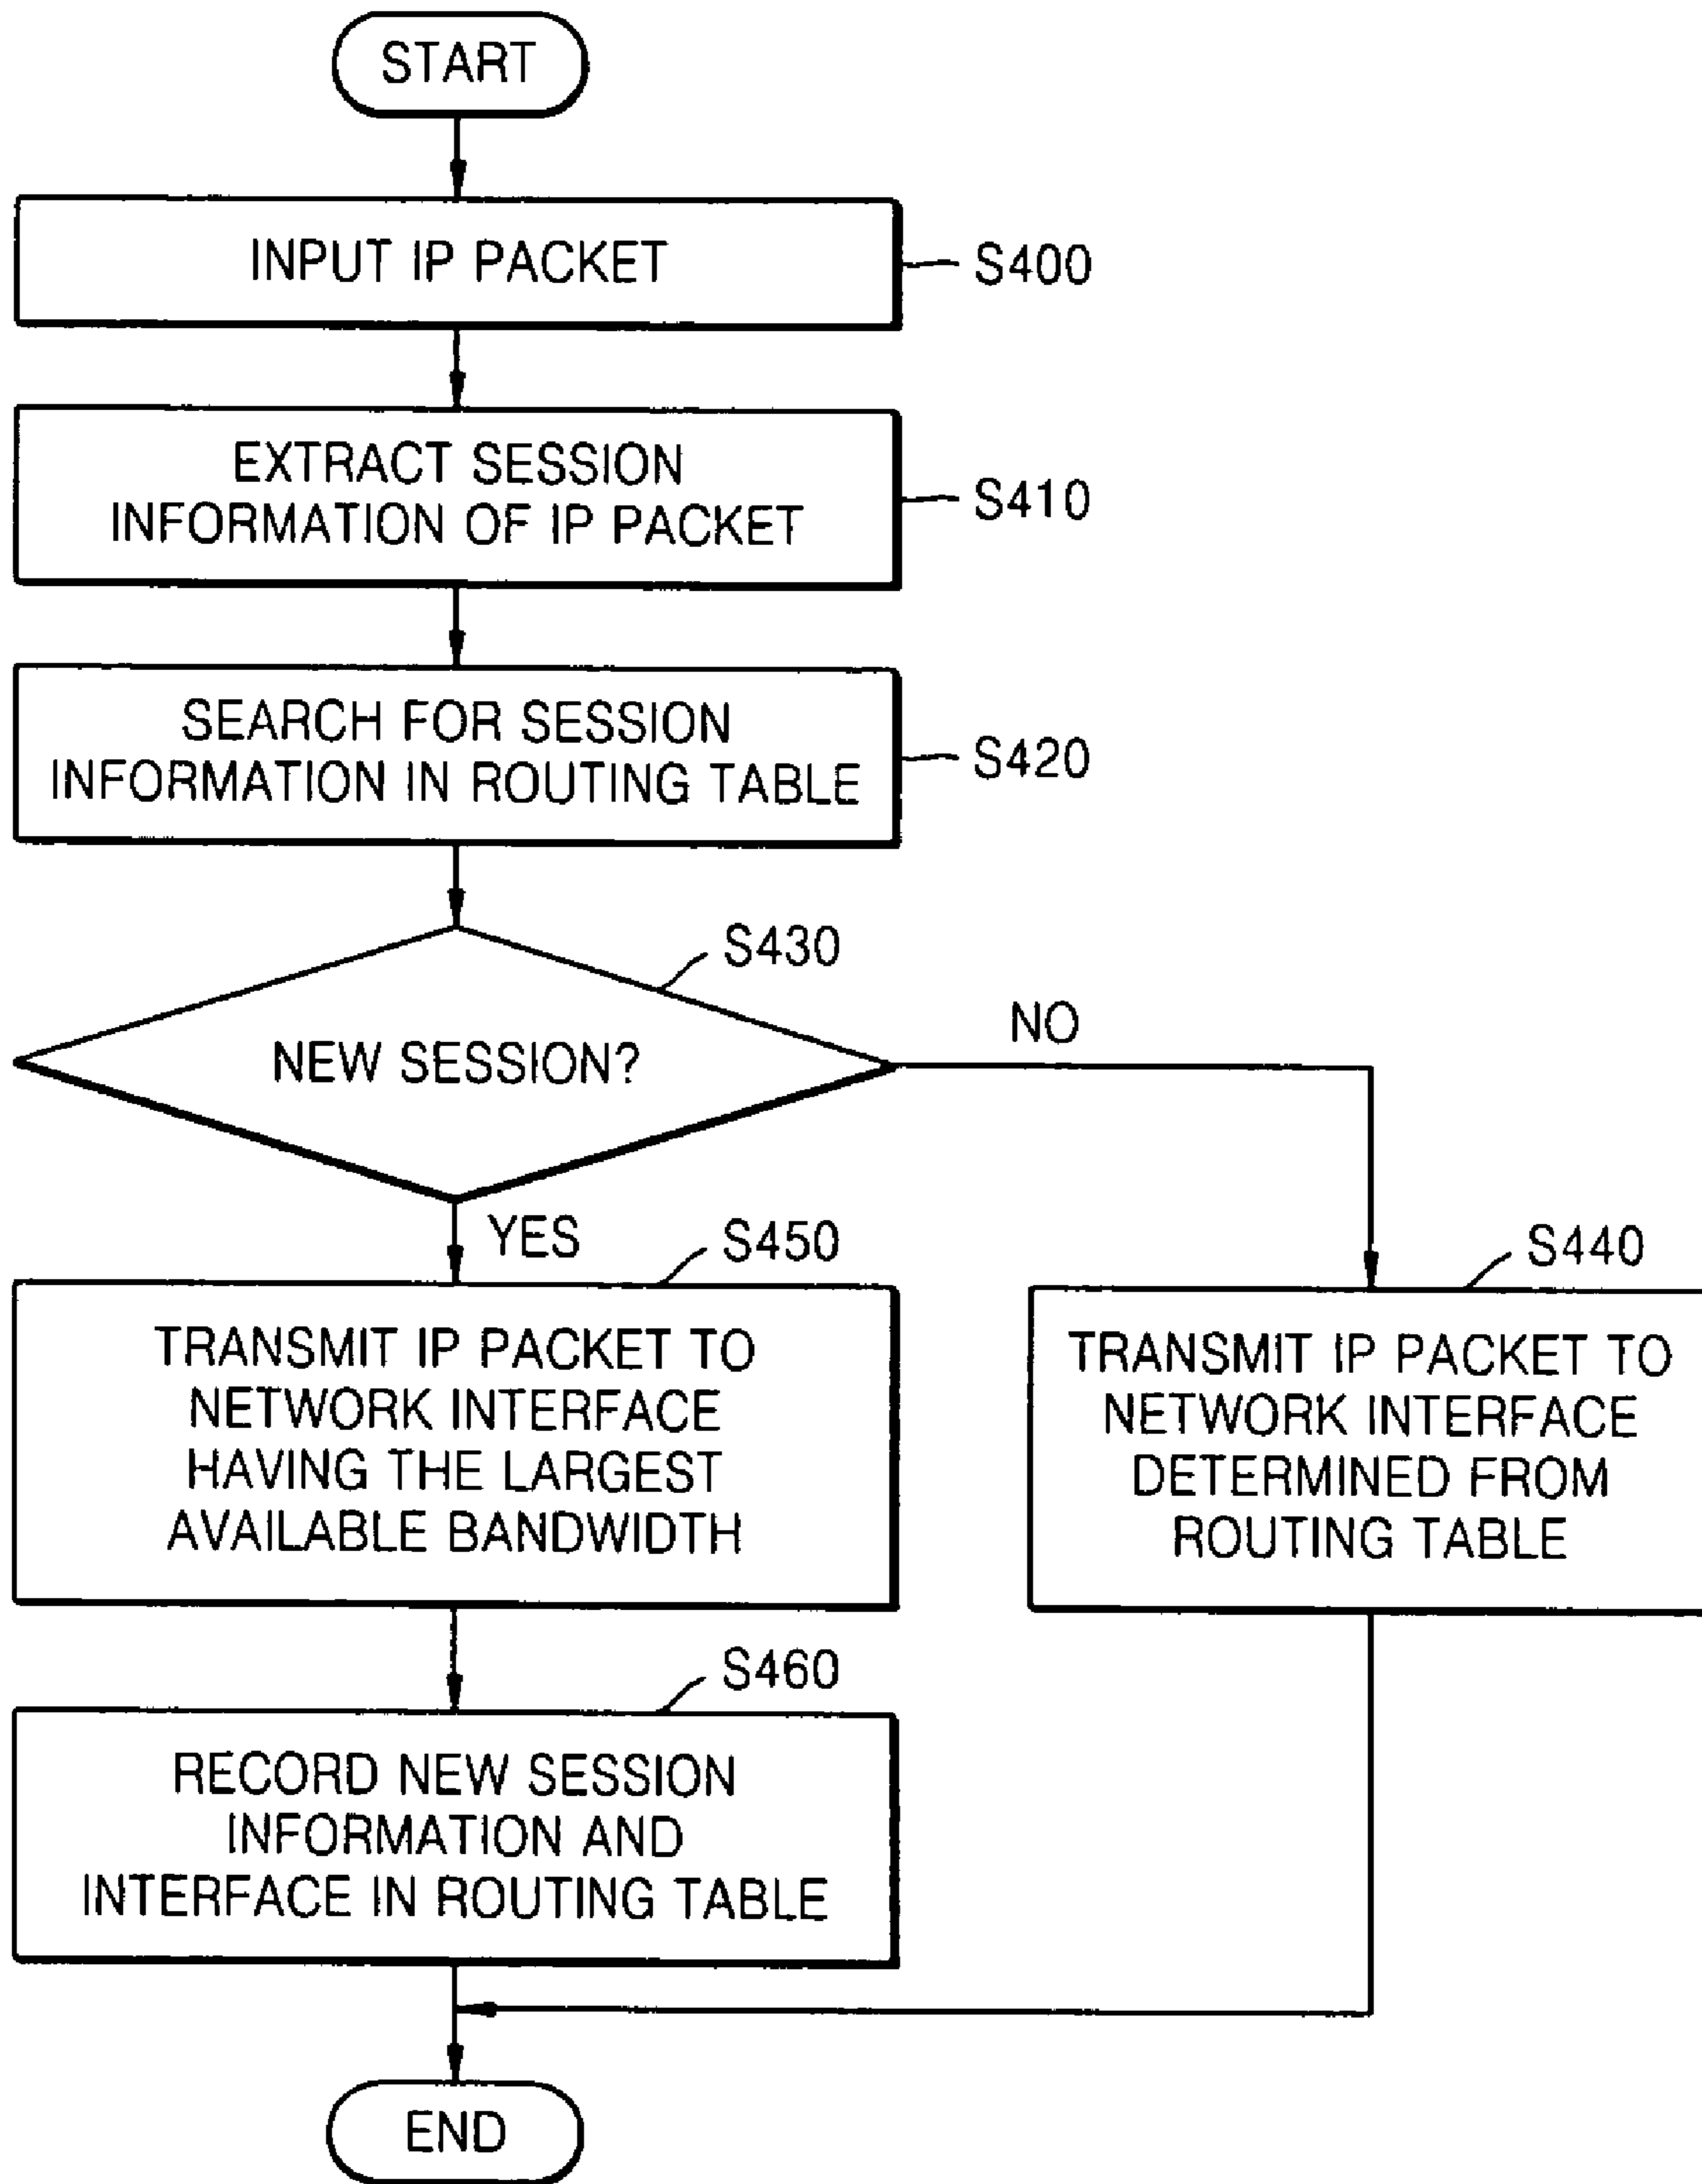 START
INPUT IP PACKET
S400
EXTRACT SESSION
INFORMATION OF IP PACKET
S410
SEARCH FOR SESSION
INFORMATION IN ROUTING TABLE
S420
S430
NEW SESSION?
NO
YES
S450
TRANSMIT IP PACKET TO
NETWORK INTERFACE
HAVING THE LARGEST
AVAILABLE BANDWIDTH
S440
TRANSMIT IP PACKET TO
NETWORK INTERFACE
DETERMINED FROM
ROUTING TABLE
S460
RECORD NEW SESSION
INFORMATION AND
INTERFACE IN ROUTING TABLE
END